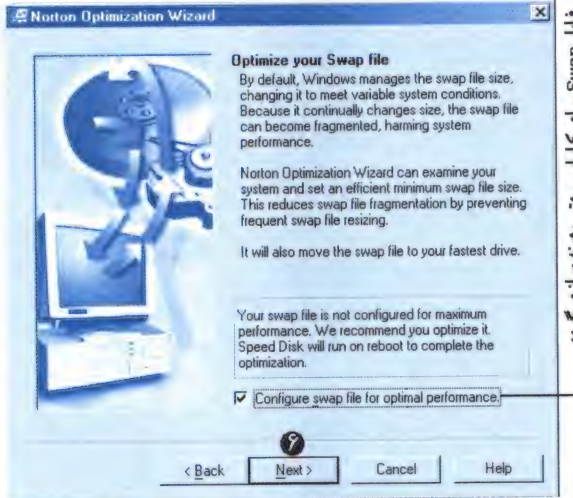 Norton Optimization Wizard
Optimize your Swap file
By default, Windows manages the swap file size,
changing it to meet variable system conditions.
Because it continually changes size, the swap file
can become fragmented, harming system
performance.
Norton Optimization Wizard can examine your
system and set an efficient minimum swap file size.
This reduces swap file fragmentation by preventing
frequent swap file resizing.
It will also move the swap file to your fastest drive.
Your swap file is not configured for maximum
performance. We recommend you optimize it.
Speed Disk will run on reboot to complete the
optimization.
Configure swap file for optimal performance.
< Back
Next >
Cancel
Help